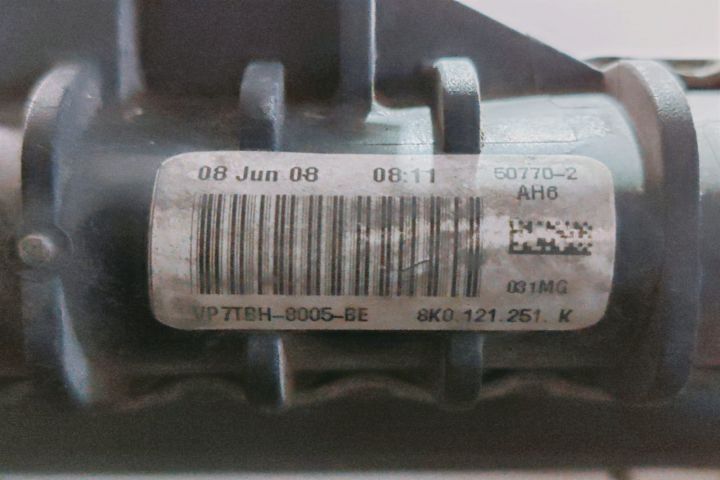 08 Jun 08 08:11 50770-2
AH6
031MG
VP7TBH-8005-BE 8K0.121.251. K